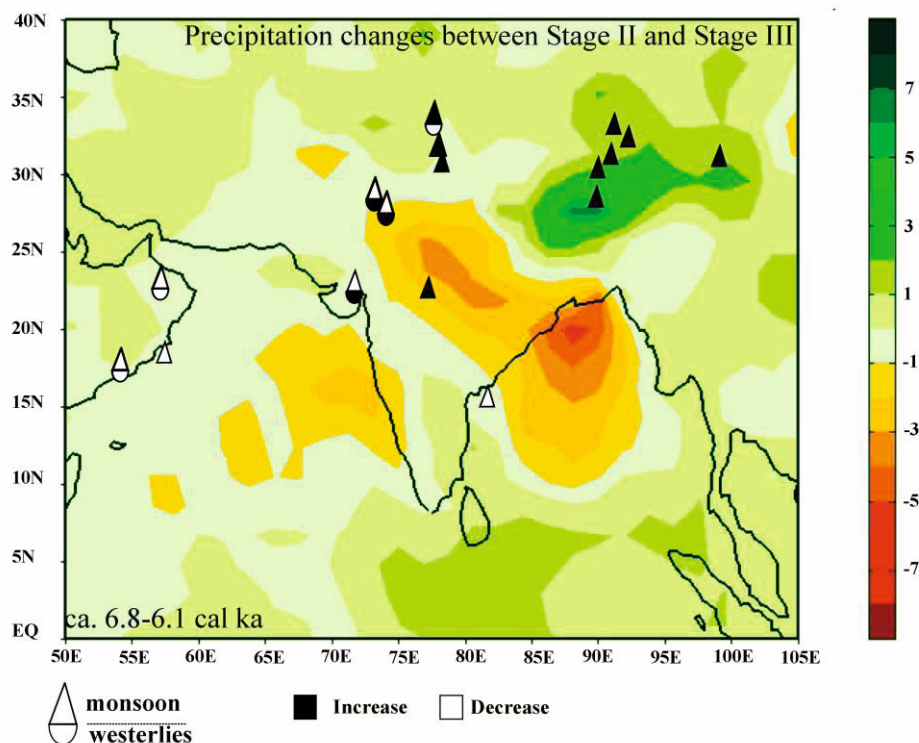 Precipitation changes between Stage II and Stage III
40N
35N
30N
25N
20N
15N
10N
5N
EQ
ca. 6.8-6.1 cal ka
50E 55E 60E 65E 70E 75E 80E 85E 90E 95E 100E 105E
7
5
3
1
-1
-3
-5
-7
monsoon
westerlies
Increase
Decrease